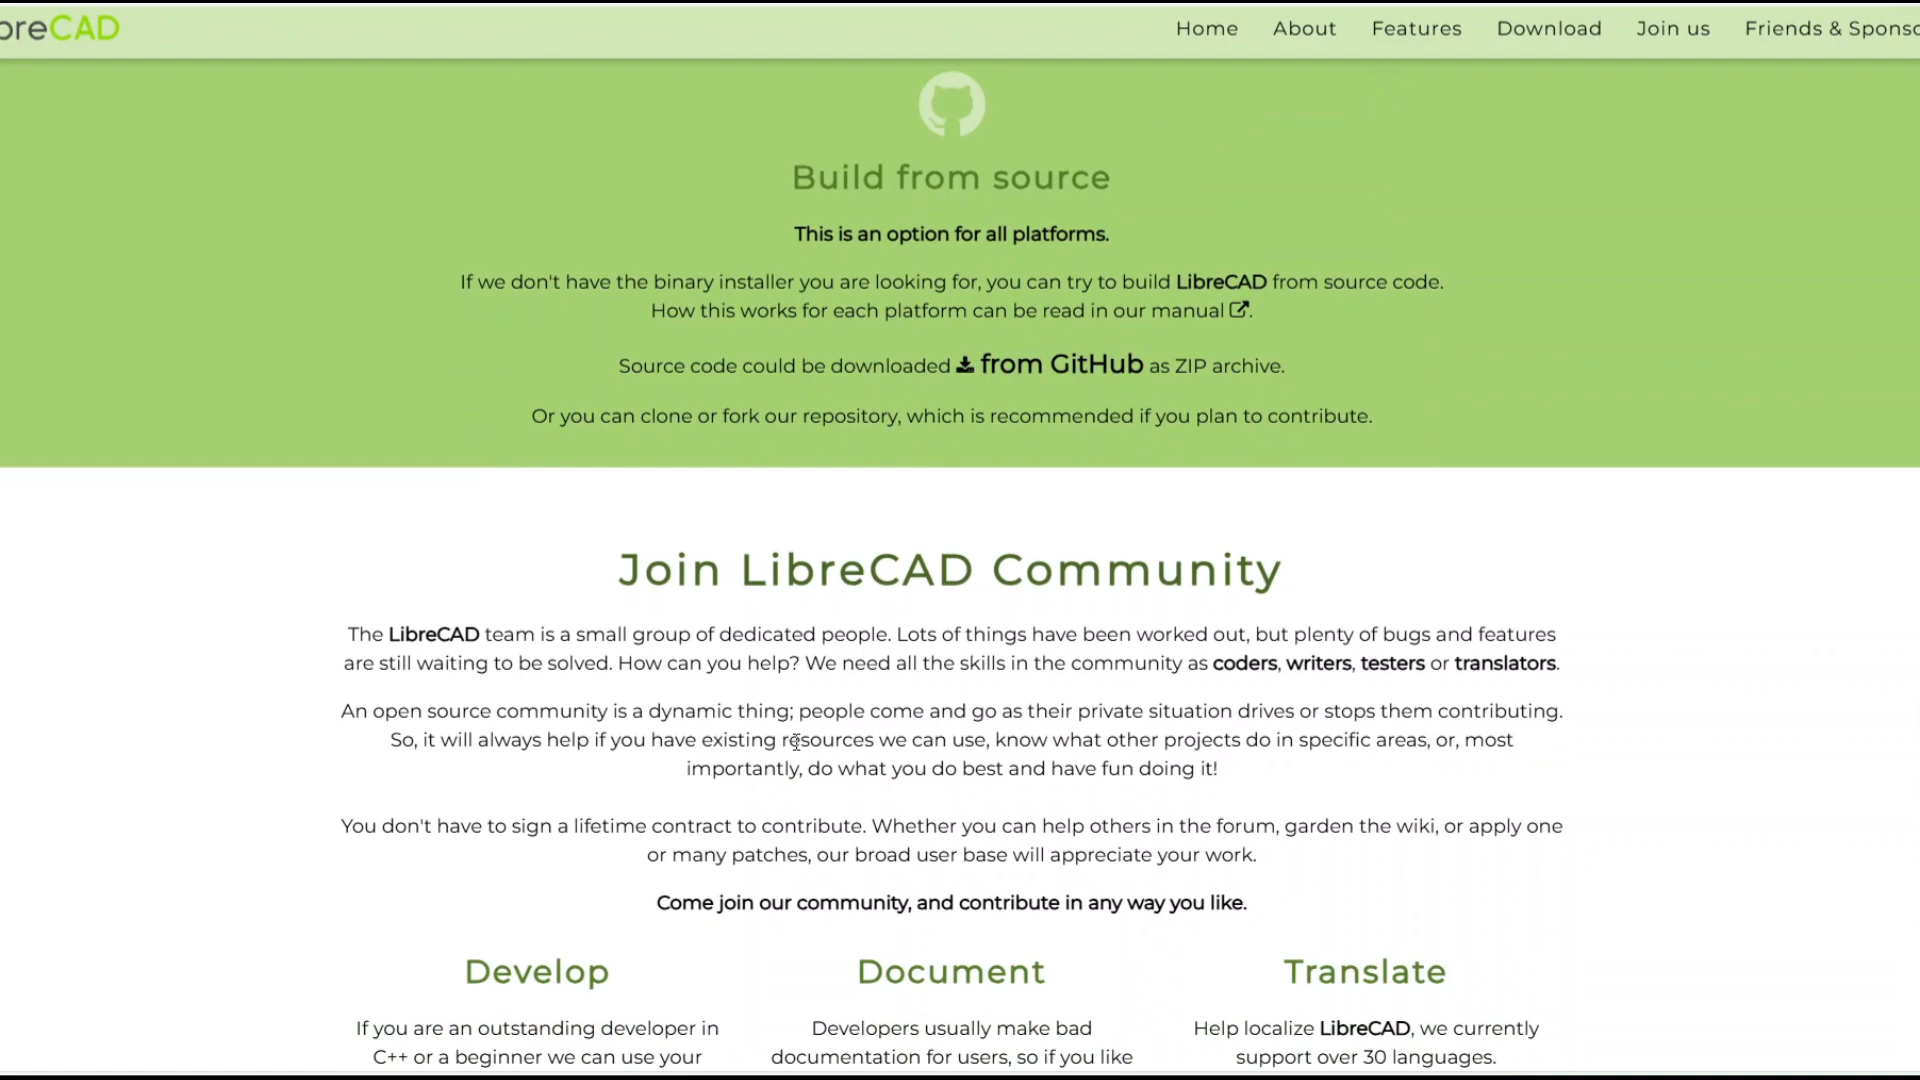 breCAD
Home About Features Download Join us Friends & Sponso
Build from source
This is an option for all platforms.
If we don't have the binary installer you are looking for, you can try to build LibreCAD from source code.
How this works for each platform can be read in our manual.
Source code could be downloaded from GitHub as ZIP archive.
Or you can clone or fork our repository, which is recommended if you plan to contribute.
Join LibreCAD Community
The LibreCAD team is a small group of dedicated people. Lots of things have been worked out, but plenty of bugs and features
are still waiting to be solved. How can you help? We need all the skills in the community as coders, writers, testers or translators.
An open source community is a dynamic thing; people come and go as their private situation drives or stops them contributing.
So, it will always help if you have existing resources we can use, know what other projects do in specific areas, or, most
importantly, do what you do best and have fun doing it!
You don't have to sign a lifetime contract to contribute. Whether you can help others in the forum, garden the wiki, or apply one
or many patches, our broad user base will appreciate your work.
Come join our community, and contribute in any way you like.
Develop
If you are an outstanding developer in
C++ or a beginner we can use your
Document
Developers usually make bad
documentation for users, so if you like
Translate
Help localize LibreCAD, we currently
support over 30 languages.